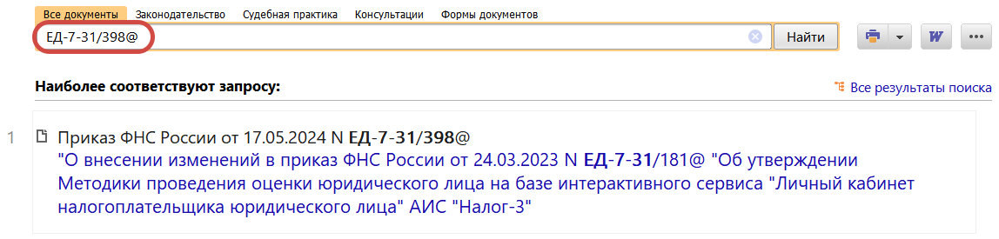 Все документы Законодательство Судебная практика Консультации Формы документов
ЕД-7-31/398@ Найти W
Наиболее соответствуют запросу: Все результаты поиска
1 Приказ ФНС России от 17.05.2024 N ЕД-7-31/398@
"О внесении изменений в приказ ФНС России от 24.03.2023 N ЕД-7-31/181@ "Об утверждении
Методики проведения оценки юридического лица на базе интерактивного сервиса "Личный кабинет
налогоплательщика юридического лица" АИС "Налог-3"